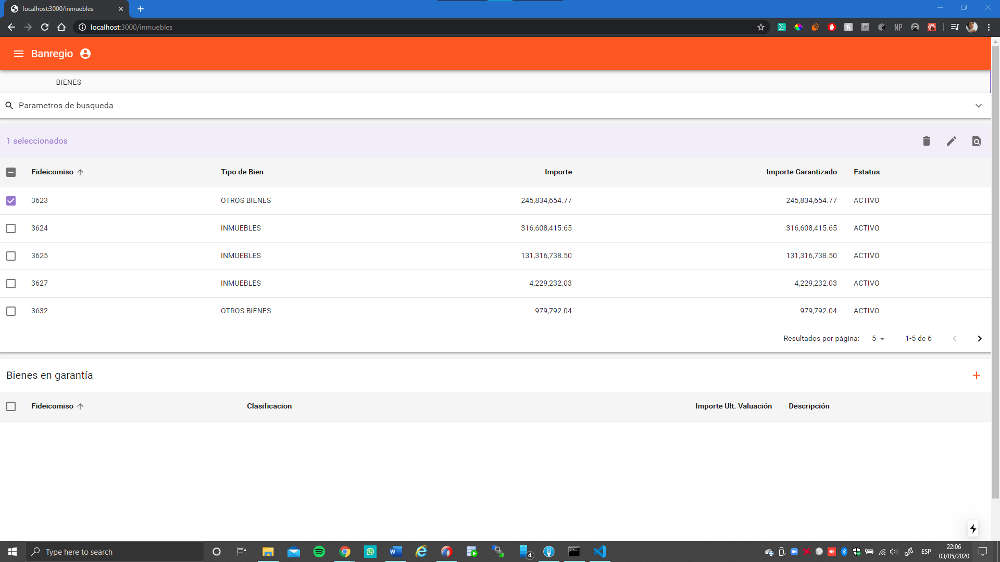 localhost:3000/inmuebles
localhost:3000/inmuebles
NP
Banregio
BIENES
Parametros de busqueda
1 seleccionados
Fideicomiso Tipo de Bien Importe Importe Garantizado Estatus
3623 OTROS BIENES 245,834,654.77 245,834,654.77 ACTIVO
3624 INMUEBLES 316,608,415.65 316,608,415.65 ACTIVO
3625 INMUEBLES 131,316,738.50 131,316,738.50 ACTIVO
3627 INMUEBLES 4,229,232.03 4,229,232.03 ACTIVO
3632 OTROS BIENES 979,792.04 979,792.04 ACTIVO
Resultados por página: 5 1-5 de 6
Bienes en garantía
Fideicomiso Clasificacion Importe Ult. Valuación Descripción
Type here to search
4
ESP
22:06
03/05/2020